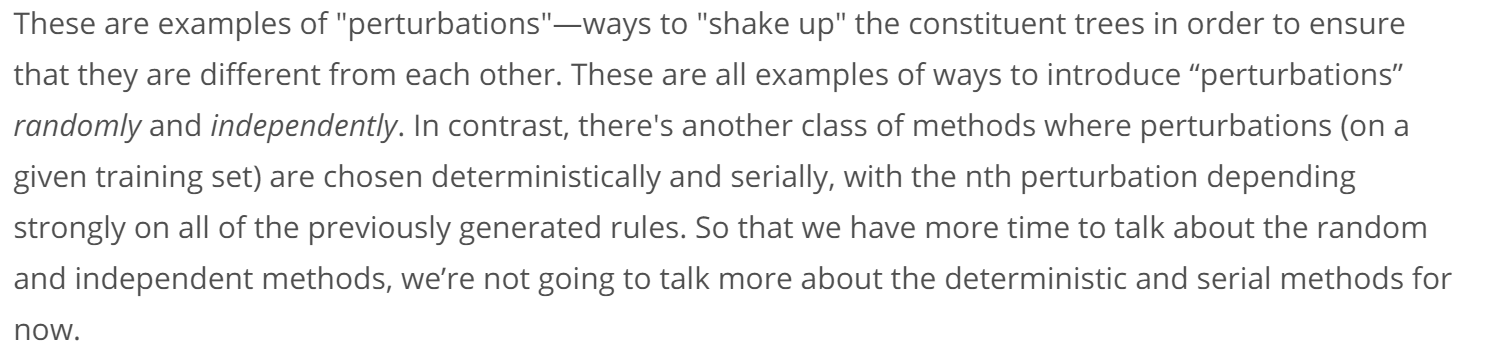 These are examples of "perturbations"—ways to "shake up" the constituent trees in order to ensure
that they are different from each other. These are all examples of ways to introduce “perturbations”
randomly and independently. In contrast, there's another class of methods where perturbations (on a
given training set) are chosen deterministically and serially, with the nth perturbation depending
strongly on all of the previously generated rules. So that we have more time to talk about the random
and independent methods, we’re not going to talk more about the deterministic and serial methods for
now.